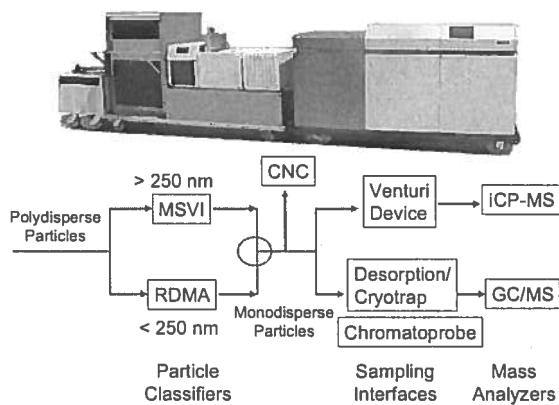 CNC
> 250 nm
MSVI
Polydisperse
Particles
RDMA
< 250 nm
Monodisperse
Particles
Venturi
Device
iCP-MS
Desorption/
Cryotrap
GC/MS
Chromatoprobe
Particle
Classifiers
Sampling
Interfaces
Mass
Analyzers